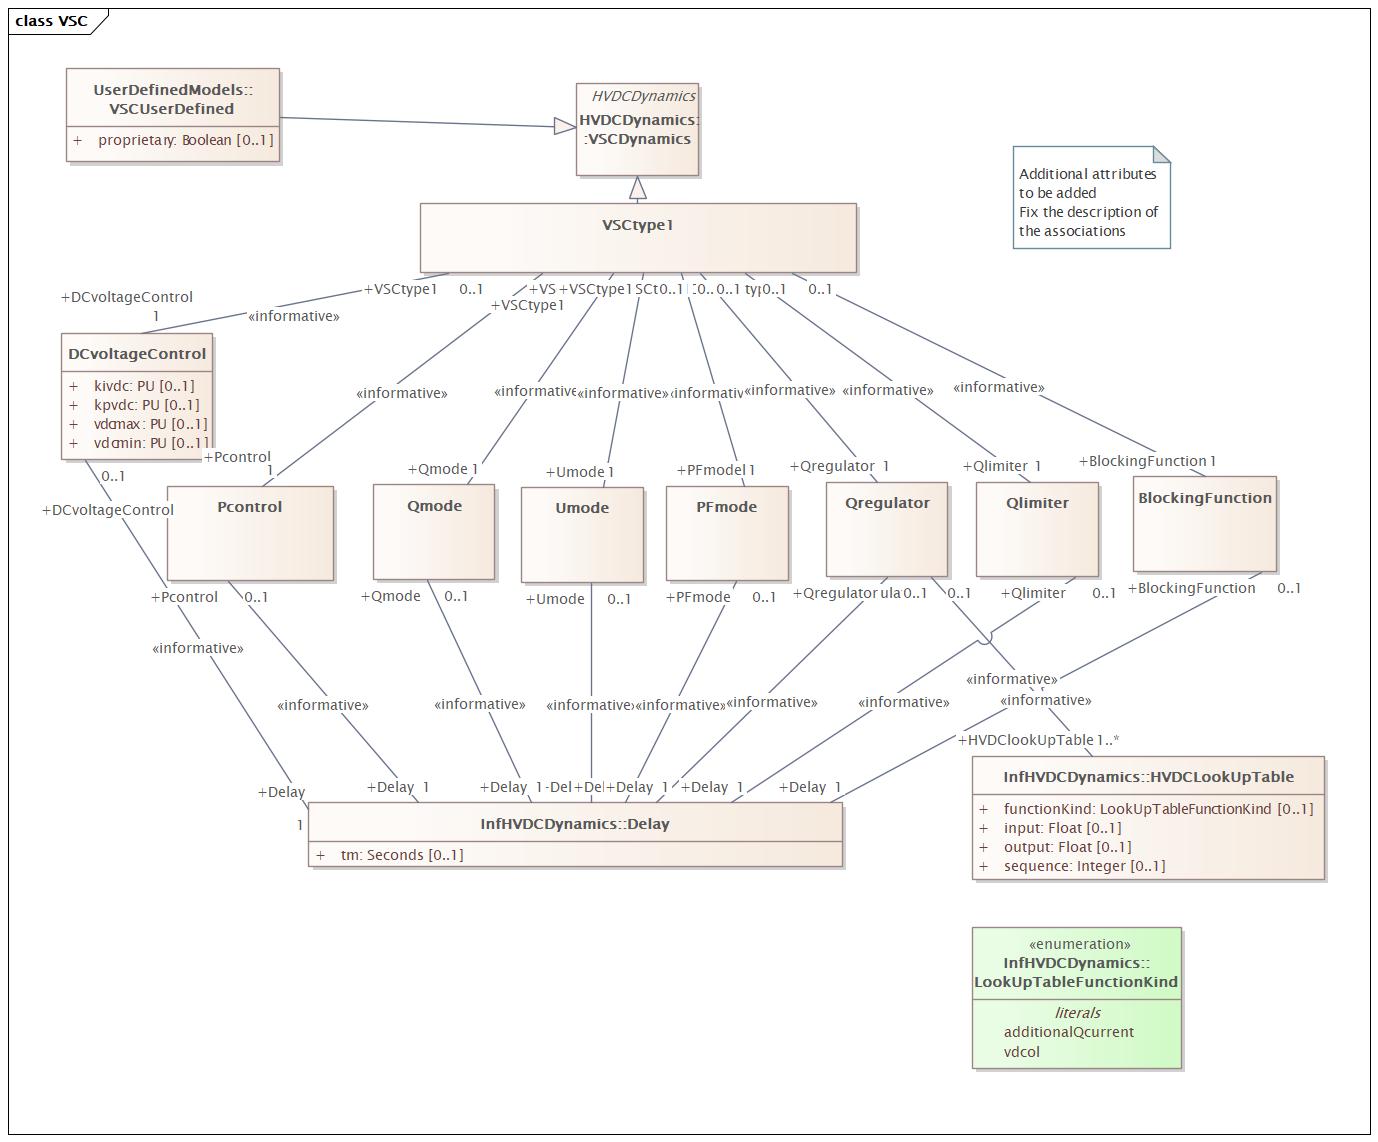 class VSC
UserDefinedModels::
VSCUserDefined
+ proprietary: Boolean [0..1]
HVDCDynamics
HVDCDynamics:
:VSCDynamics
Additional attributes
to be added
Fix the description of
the associations
VSCtype1
+VSCtype1 0..1
+VS +VSCtype1 0..1 0..1 0..1 0..1
+VSCtype1
+DCvoltageControl
1
«informative»
DCvoltageControl
+ kivdc: PU [0..1]
+ kpvdc: PU [0..1]
+ vdcmax: PU [0..1]
+ vdcmin: PU [0..1]
«informative» «informative» «informative» «informative» «informative» «informative» «informative»
+Pcontrol 1
+Qmode 1
+Umode 1
+PFmodel 1
+Qregulator 1
+Qlimiter 1
+BlockingFunction 1
0..1
+DCvoltageControl
Pcontrol
Qmode
Umode
PFmode
Qregulator
Qlimiter
BlockingFunction
+Pcontrol 0..1
+Qmode 0..1
+Umode 0..1
+PFmode 0..1
+Qregulator 0..1 0..1
+Qlimiter 0..1
+BlockingFunction 0..1
«informative»
«informative»
«informative» «informative» «informative» «informative» «informative» «informative» «informative»
+HVDClookUpTable 1..*
+Delay
1
+Delay 1
+Delay 1
+Delay 1
+Delay 1
+Delay 1
InfHVDCDynamics::Delay
+ tm: Seconds [0..1]
InfHVDCDynamics::HVDCLookUpTable
+ functionKind: LookUpTableFunctionKind [0..1]
+ input: Float [0..1]
+ output: Float [0..1]
+ sequence: Integer [0..1]
«enumeration»
InfHVDCDynamics::
LookUpTableFunctionKind
literals
additionalQcurrent
vdcol